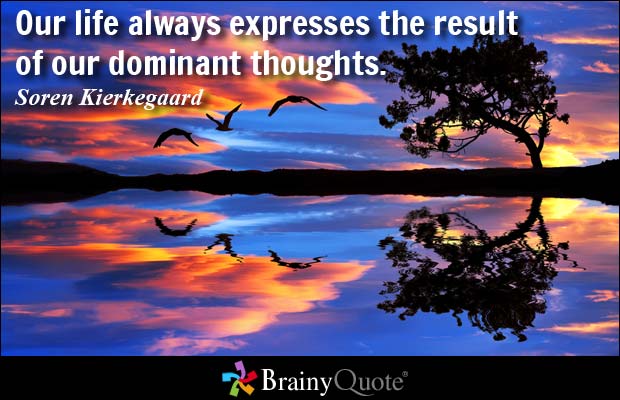 Our life always expresses the result
of our dominant thoughts.
Soren Kierkegaard
BrainyQuote®